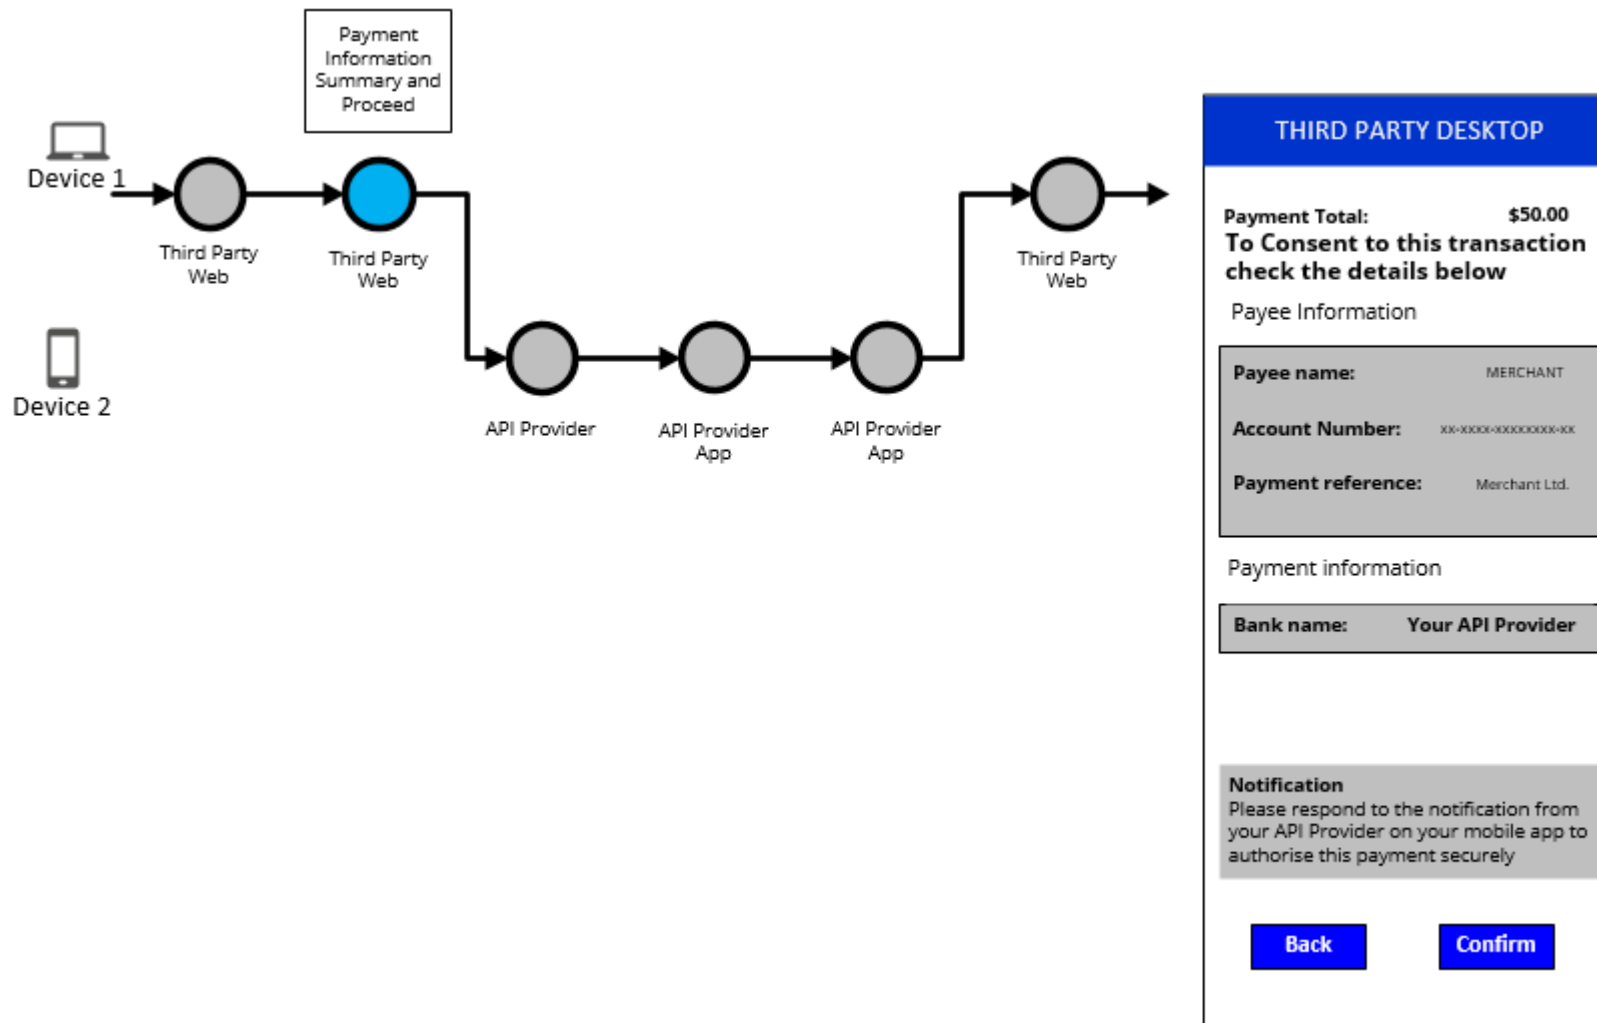 Payment
Information
Summary and
Proceed
Device 1
Third Party
Web
Third Party
Web
Third Party
Web
Device 2
API Provider
API Provider
App
API Provider
App
THIRD PARTY DESKTOP
Payment Total: $50.00
To Consent to this transaction
check the details below
Payee Information
Payee name: MERCHANT
Account Number: xx-xxxx-xxxxxxxx-xx
Payment reference: Merchant Ltd.
Payment information
Bank name: Your API Provider
Notification
Please respond to the notification from
your API Provider on your mobile app to
authorise this payment securely
Back Confirm